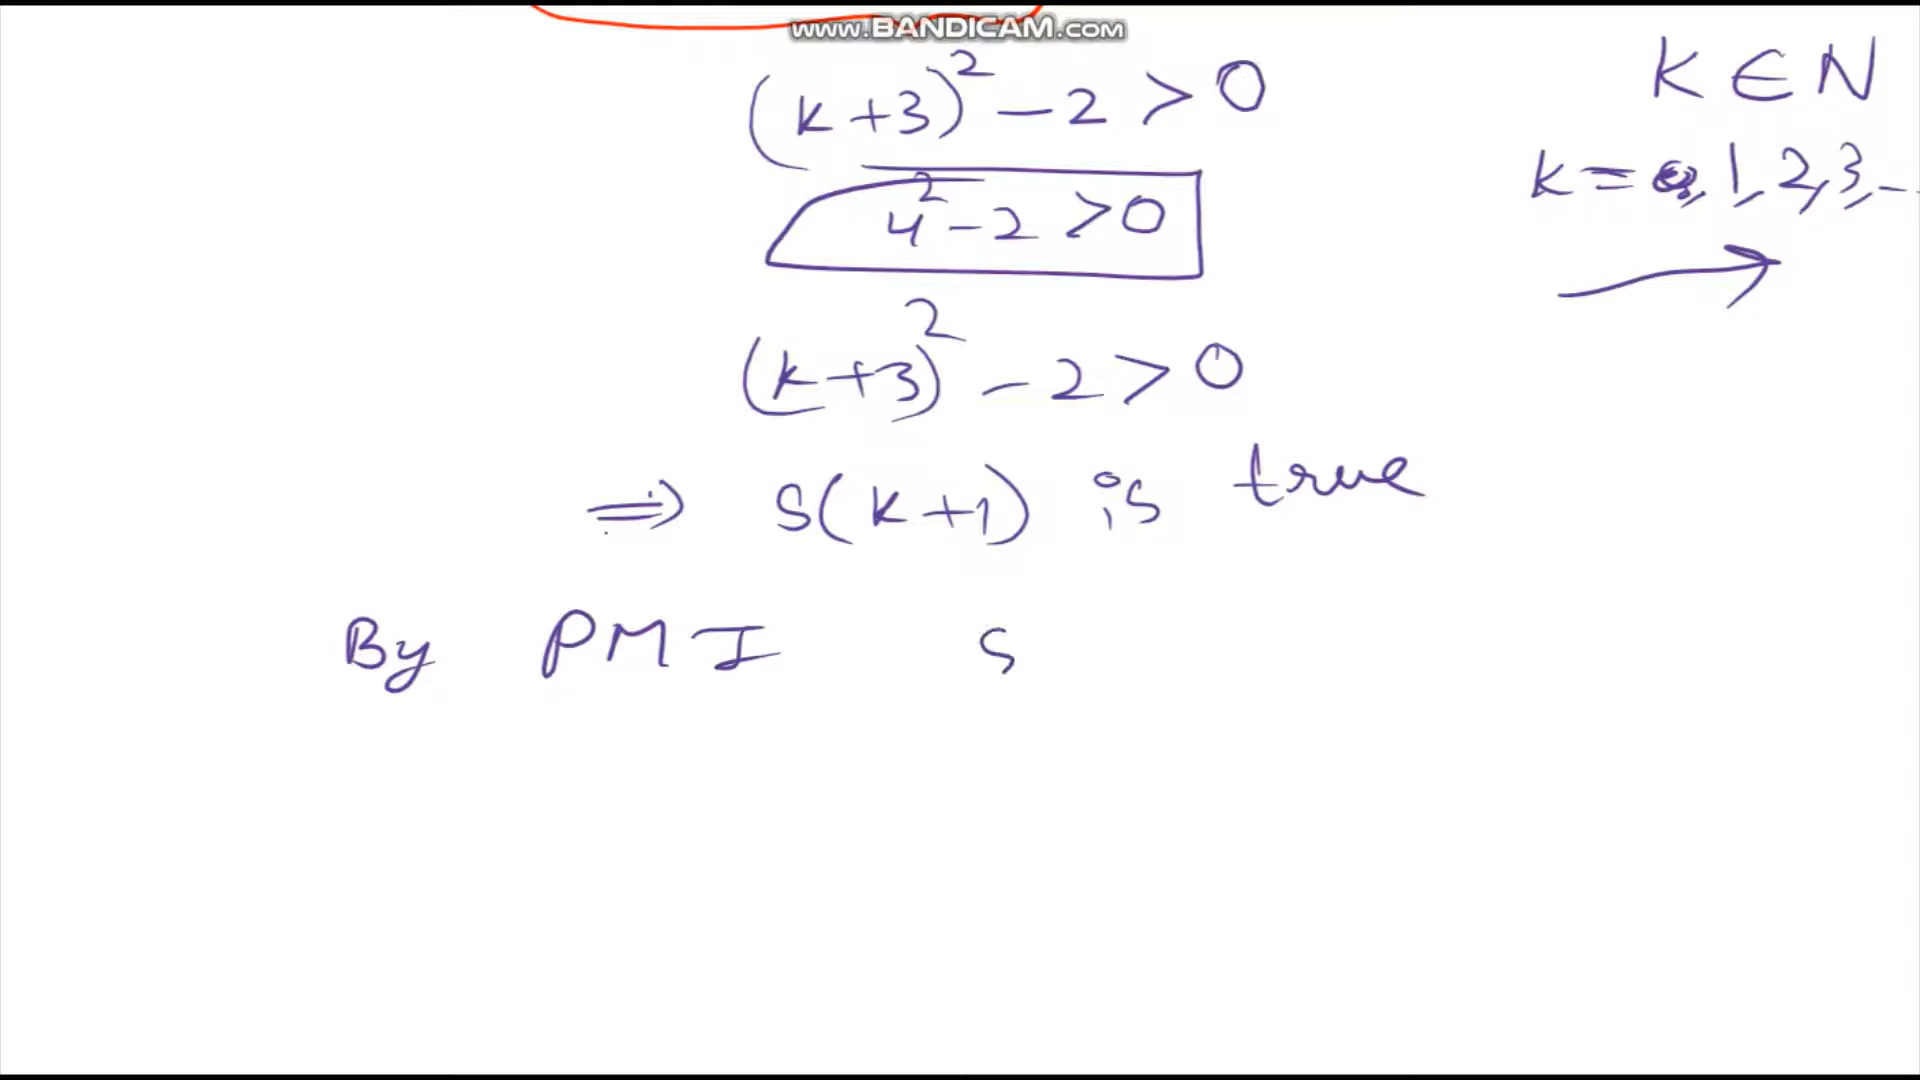 www.BANDICAM.com
(k+3)² - 2 > 0
4² - 2 > 0
(k+3)² - 2 > 0
⇒ S(k+1) is true
By PMI S
K ∈ N
k = , 1, 2, 3, --